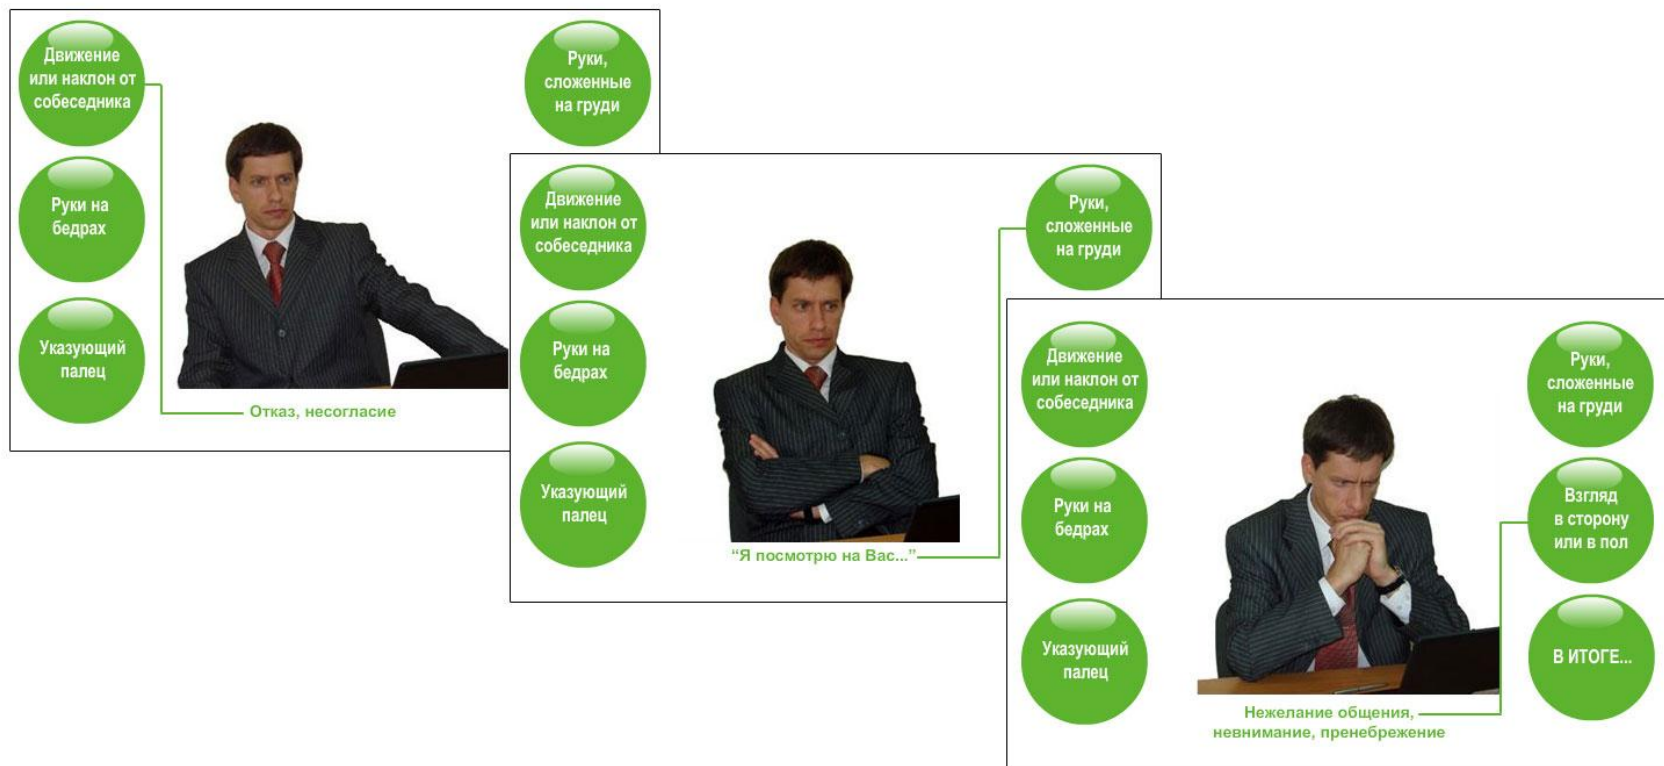 Движение
или наклон от
собеседника
Руки на
бедрах
Указующий
палец
Руки,
сложенные
на груди
Отказ, несогласие
Движение
или наклон от
собеседника
Руки на
бедрах
Указующий
палец
Руки,
сложенные
на груди
“Я посмотрю на Вас...”
Движение
или наклон от
собеседника
Руки на
бедрах
Указующий
палец
Руки,
сложенные
на груди
Взгляд
в сторону
или в пол
В ИТОГЕ...
Нежелание общения,
невнимание, пренебрежение